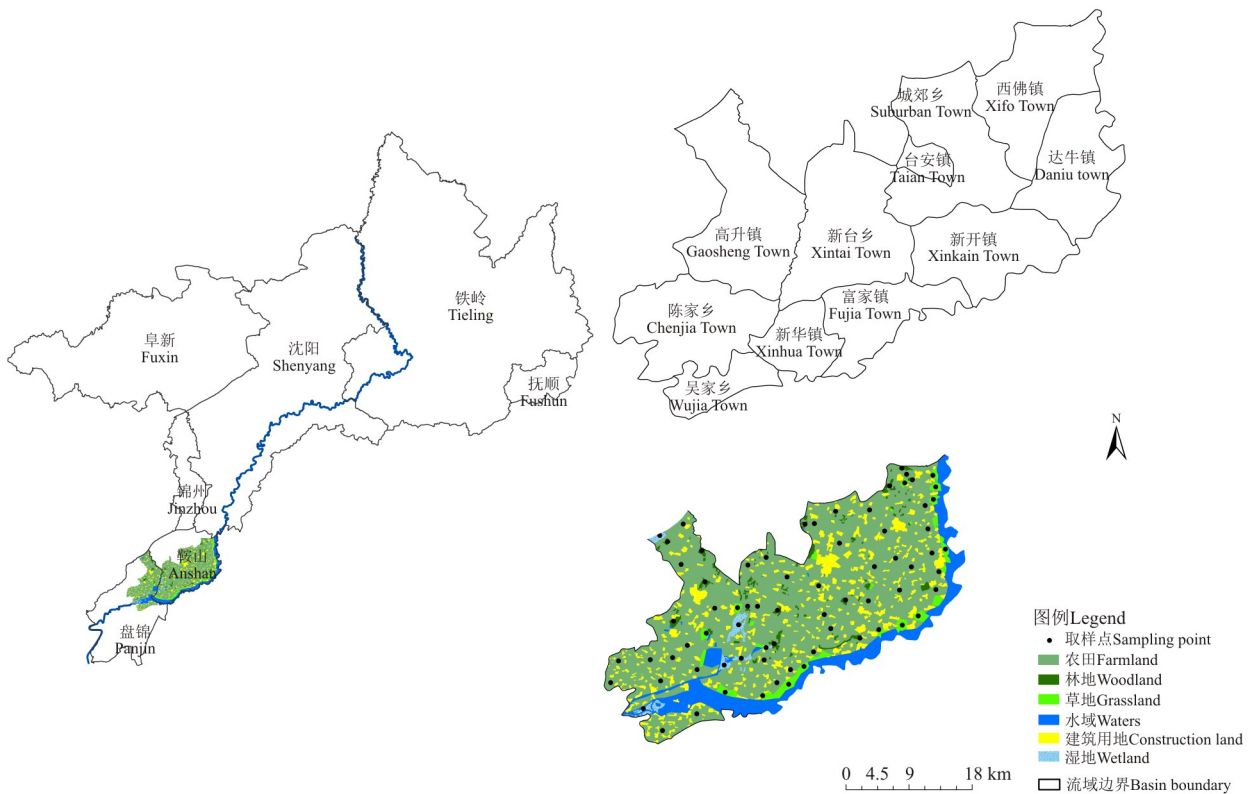 城郊乡
Suburban Town
西佛镇
Xifo Town
台安镇
Taian Town
达牛镇
Daniu town
高升镇
Gaosheng Town
新台乡
Xintai Town
新开镇
Xinkain Town
陈家乡
Chenjia Town
富家镇
Fujia Town
新华镇
Xinhua Town
吴家乡
Wujia Town
铁岭
Tieling
阜新
Fuxin
沈阳
Shenyang
抚顺
Fushun
锦州
Jinzhou
鞍山
Anshan
盘锦
Panjin
N
图例Legend
取样点Sampling point
农田Farmland
林地Woodland
草地Grassland
水域Waters
建筑用地Construction land
湿地Wetland
流域边界Basin boundary
0 4.5 9 18 km